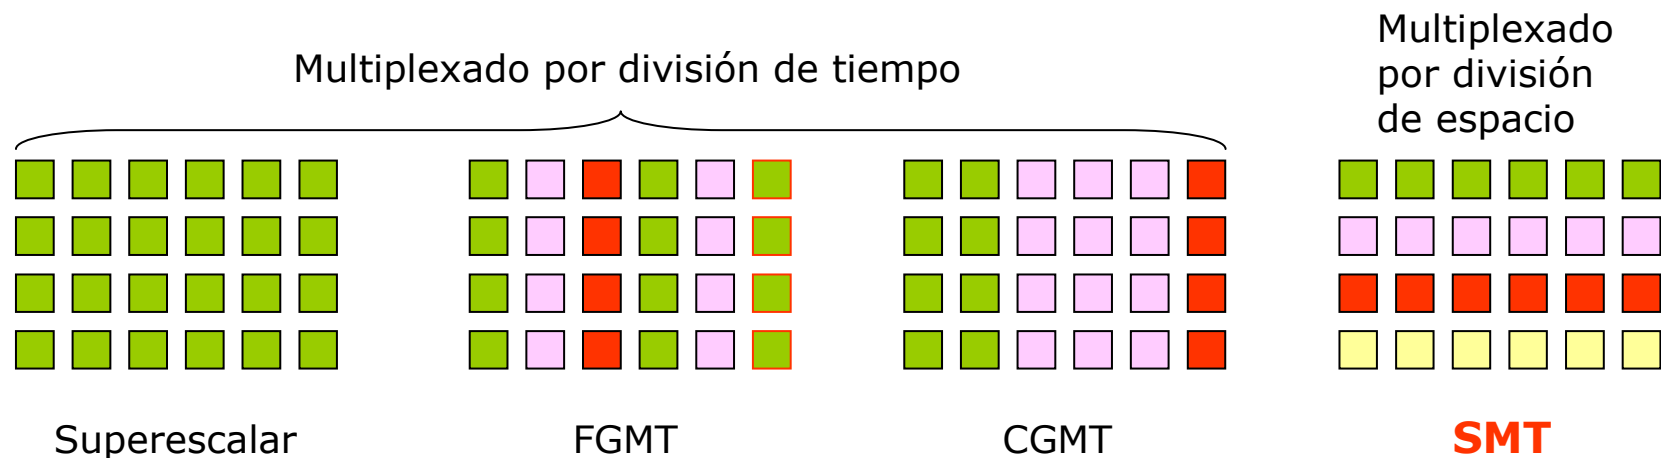 Multiplexado por división de tiempo
Multiplexado
por división
de espacio
Superescalar
FGMT
CGMT
SMT